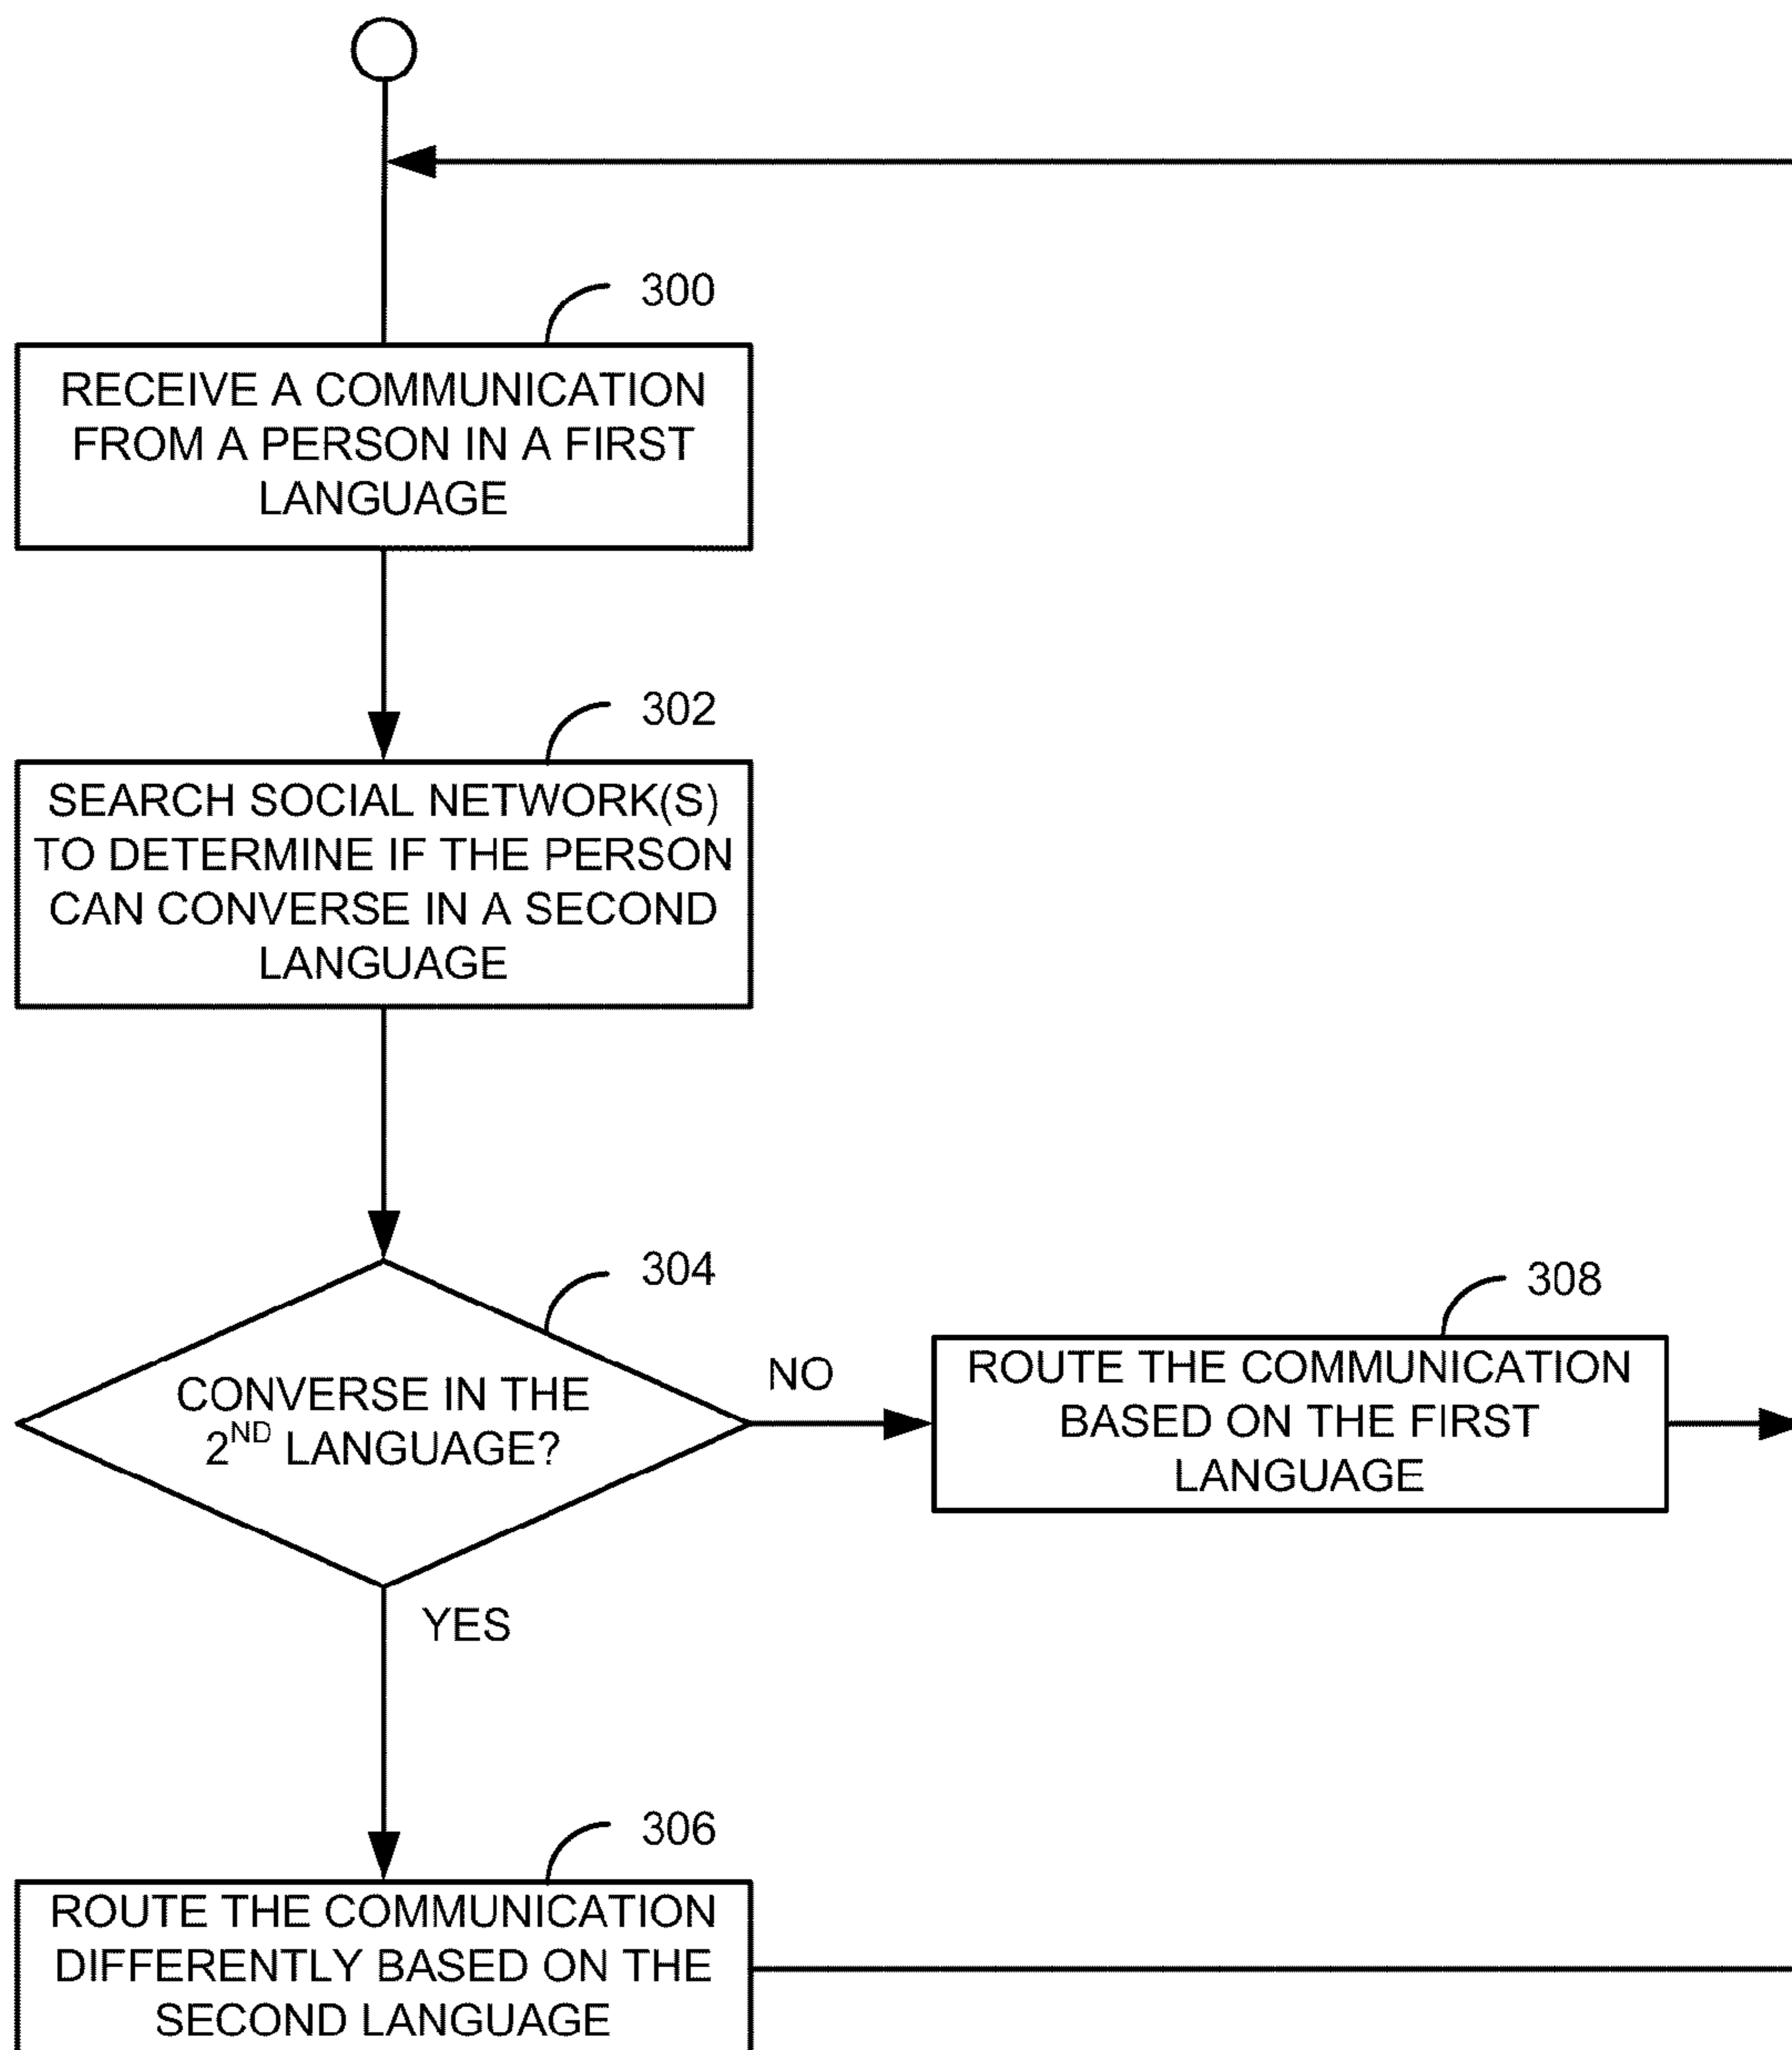 300
RECEIVE A COMMUNICATION
FROM A PERSON IN A FIRST
LANGUAGE
302
SEARCH SOCIAL NETWORK(S)
TO DETERMINE IF THE PERSON
CAN CONVERSE IN A SECOND
LANGUAGE
304
CONVERSE IN THE
2ND LANGUAGE?
NO
308
ROUTE THE COMMUNICATION
BASED ON THE FIRST
LANGUAGE
YES
306
ROUTE THE COMMUNICATION
DIFFERENTLY BASED ON THE
SECOND LANGUAGE